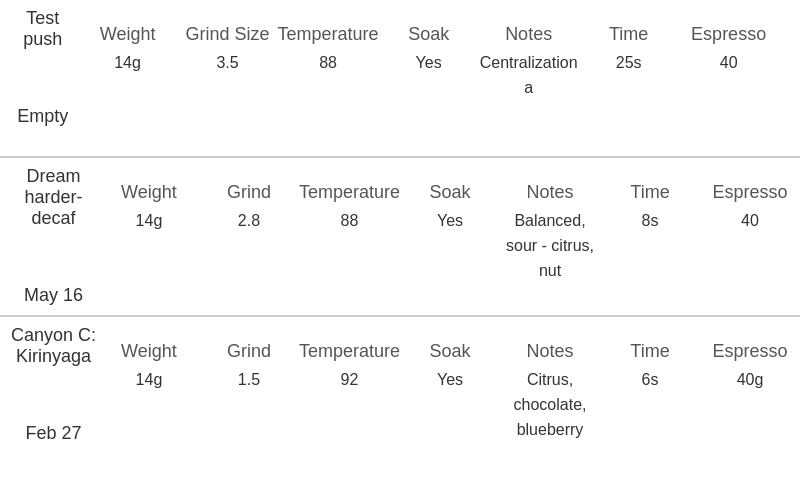 Test push
Weight Grind Size Temperature Soak Notes Time Espresso
14g 3.5 88 Yes Centralization a 25s 40
Empty
Dream harder- decaf
Weight Grind Temperature Soak Notes Time Espresso
14g 2.8 88 Yes Balanced, sour - citrus, nut 8s 40
May 16
Canyon C: Kirinyaga
Weight Grind Temperature Soak Notes Time Espresso
14g 1.5 92 Yes Citrus, chocolate, blueberry 6s 40g
Feb 27